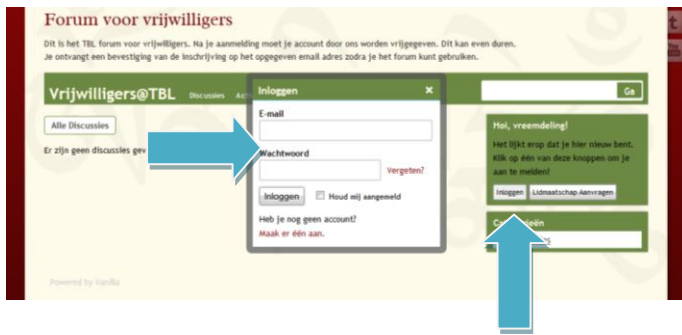 Forum voor vrijwilligers
Dit is het TBL forum voor vrijwilligers. Na je aanmelding moet je account door ons worden vrijgegeven. Dit kan even duren.
Je ontvangt een bevestiging van de inschrijving op het opgegeven email adres zodra je het forum kunt gebruiken.
Vrijwilligers@TBL Discussies Act
Ga
Inloggen ×
E-mail
Wachtwoord
Vergeten?
Inloggen Houd mij aangemeld
Heb je nog geen account?
Maak er één aan.
Alle Discussies
Er zijn geen discussies gev
Hoi, vreemdeling!
Het lijkt erop dat je hier nieuw bent.
Klik op één van deze knoppen om je
aan te melden!
Inloggen Lidmaatschap Aanvragen
Powered by Vanilla